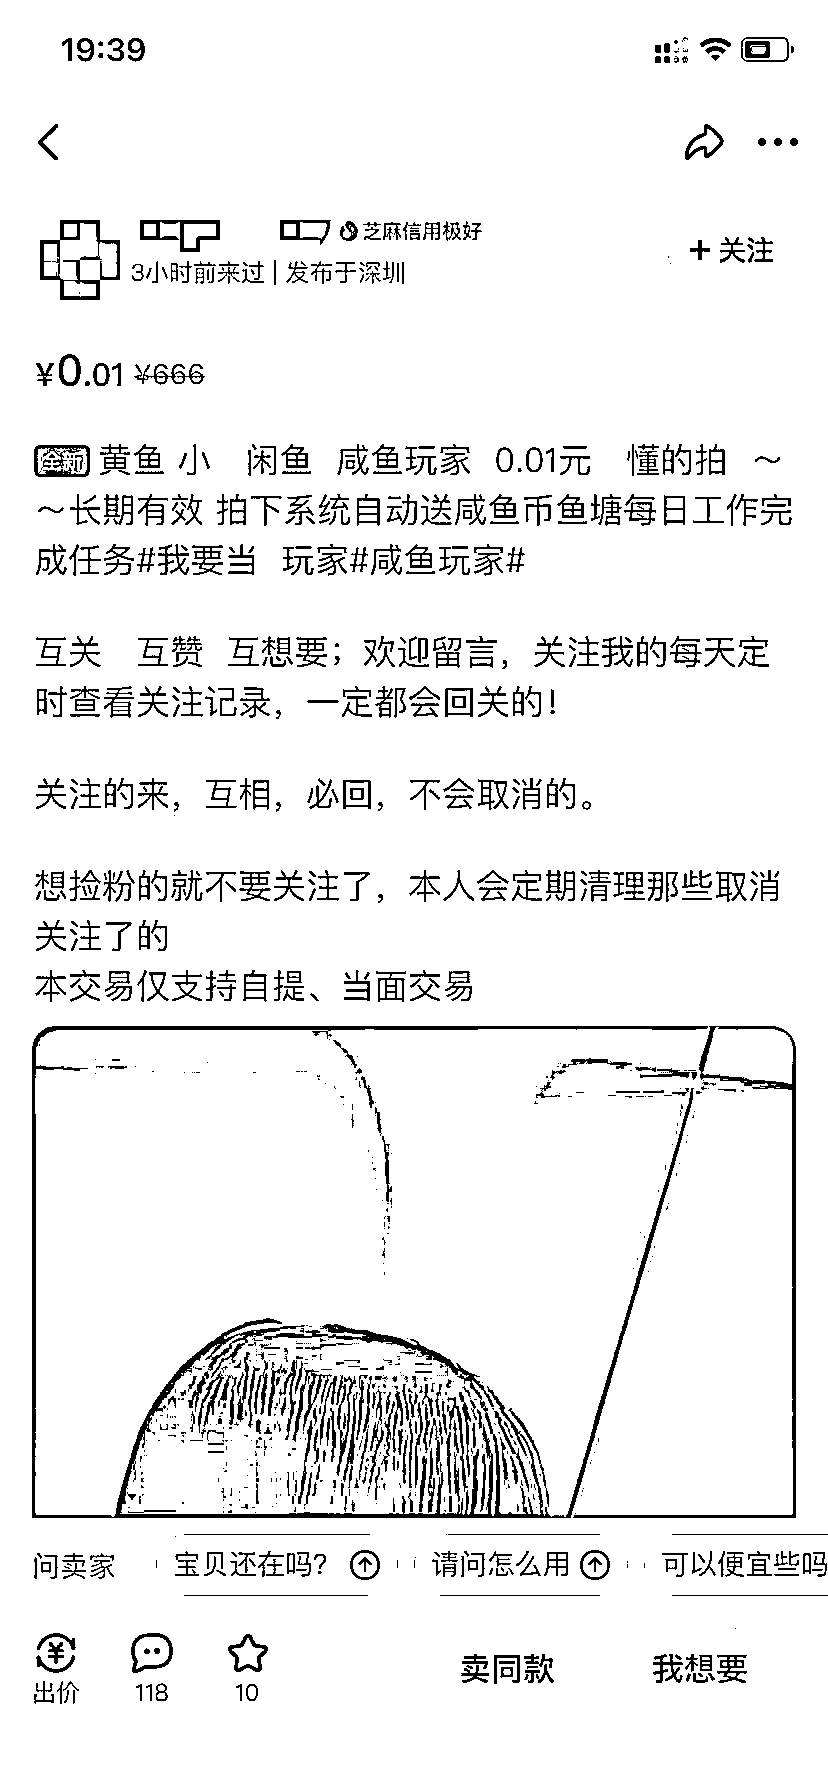 19:39
芝麻信用极好
3小时前来过 | 发布于深圳
+ 关注
¥0.01 ¥666
全新 黄鱼 小 闲鱼 咸鱼玩家 0.01元 懂的拍 ～
～长期有效 拍下系统自动送咸鱼币鱼塘每日工作完
成任务#我要当 玩家#咸鱼玩家#
互关 互赞 互想要；欢迎留言，关注我的每天定
时查看关注记录，一定都会回关的！
关注的来，互相，必回，不会取消的。
想捡粉的就不要关注了，本人会定期清理那些取消
关注了的
本交易仅支持自提、当面交易
问卖家 宝贝还在吗？ 请问怎么用 可以便宜些吗
出价 118 10 卖同款 我想要